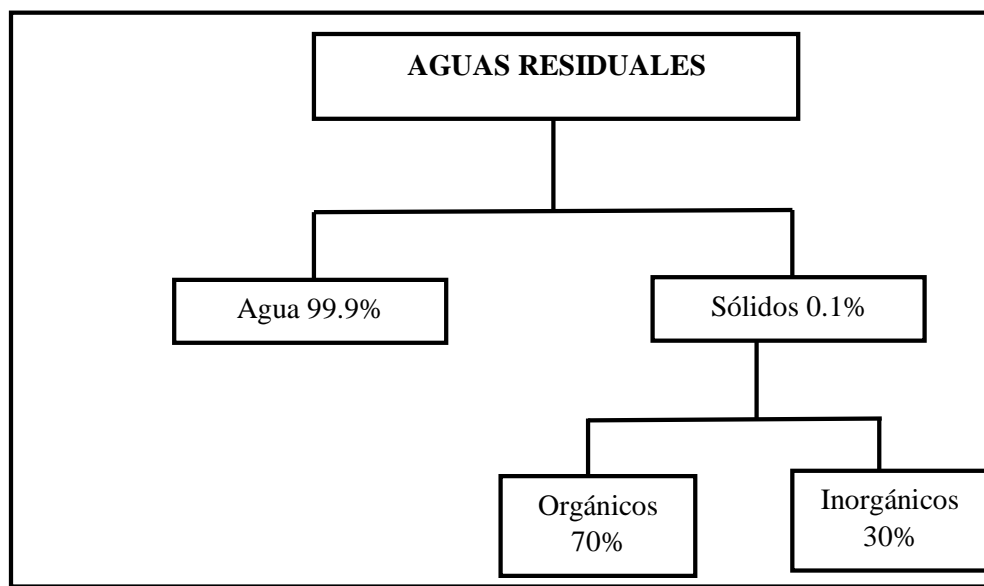 AGUAS RESIDUALES
Agua 99.9%
Sólidos 0.1%
Orgánicos
70%
Inorgánicos
30%